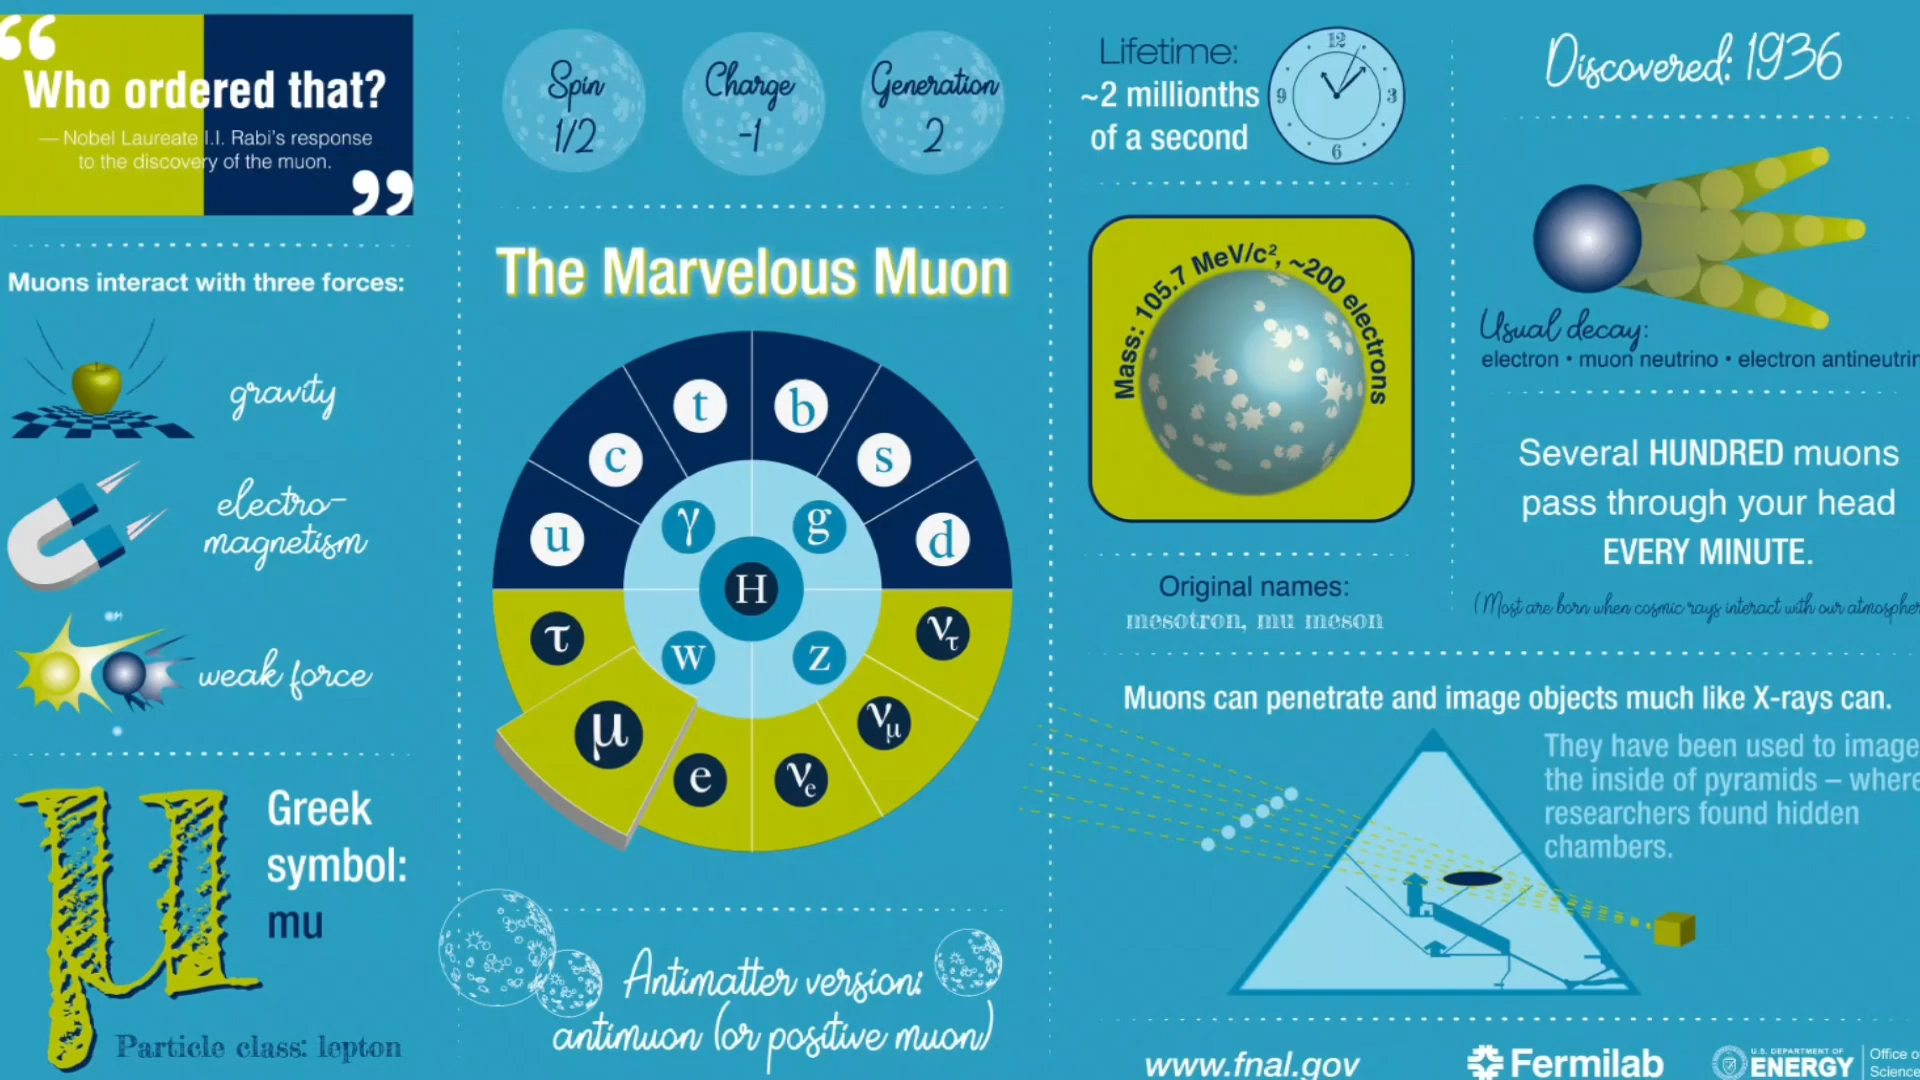 “
Who ordered that?
— Nobel Laureate I.I. Rabi's response
to the discovery of the muon.
”
Muons interact with three forces:
gravity
electro-
magnetism
weak force
μ
Greek
symbol:
mu
Particle class: lepton
Spin
1/2
Charge
-1
Generation
2
The Marvelous Muon
t
b
c
s
u
d
γ
g
H
W
Z
τ
ντ
μ
νμ
e
νe
Antimatter version:
antimuon (or positive muon)
Lifetime:
~2 millionths
of a second
12
9
3
6
Mass: 105.7 MeV/c², ~200 electrons
Original names:
mesotron, mu meson
Discovered: 1936
Usual decay:
electron • muon neutrino • electron antineutrin
Several HUNDRED muons
pass through your head
EVERY MINUTE.
(Most are born when cosmic rays interact with our atmospher
Muons can penetrate and image objects much like X-rays can.
They have been used to image
the inside of pyramids – where
researchers found hidden
chambers.
www.fnal.gov
Fermilab
U.S. DEPARTMENT OF
ENERGY
Office o
Science